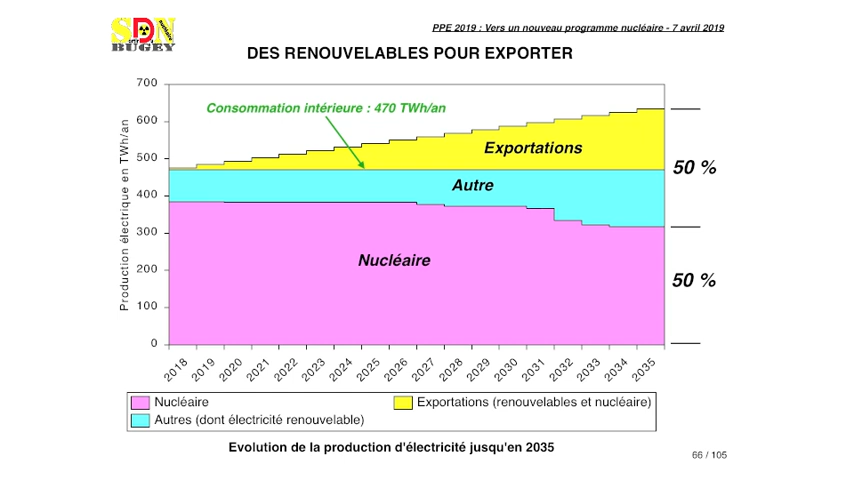 SDN
BUGEY
PPE 2019 : Vers un nouveau programme nucléaire - 7 avril 2019
DES RENOUVELABLES POUR EXPORTER
Production électrique en TWh/an
700
600
500
400
300
200
100
0
Consommation intérieure : 470 TWh/an
Exportations
Autre
Nucléaire
50 %
50 %
2018 2019 2020 2021 2022 2023 2024 2025 2026 2027 2028 2029 2030 2031 2032 2033 2034 2035
Nucléaire
Exportations (renouvelables et nucléaire)
Autres (dont électricité renouvelable)
Evolution de la production d'électricité jusqu'en 2035
66 / 105